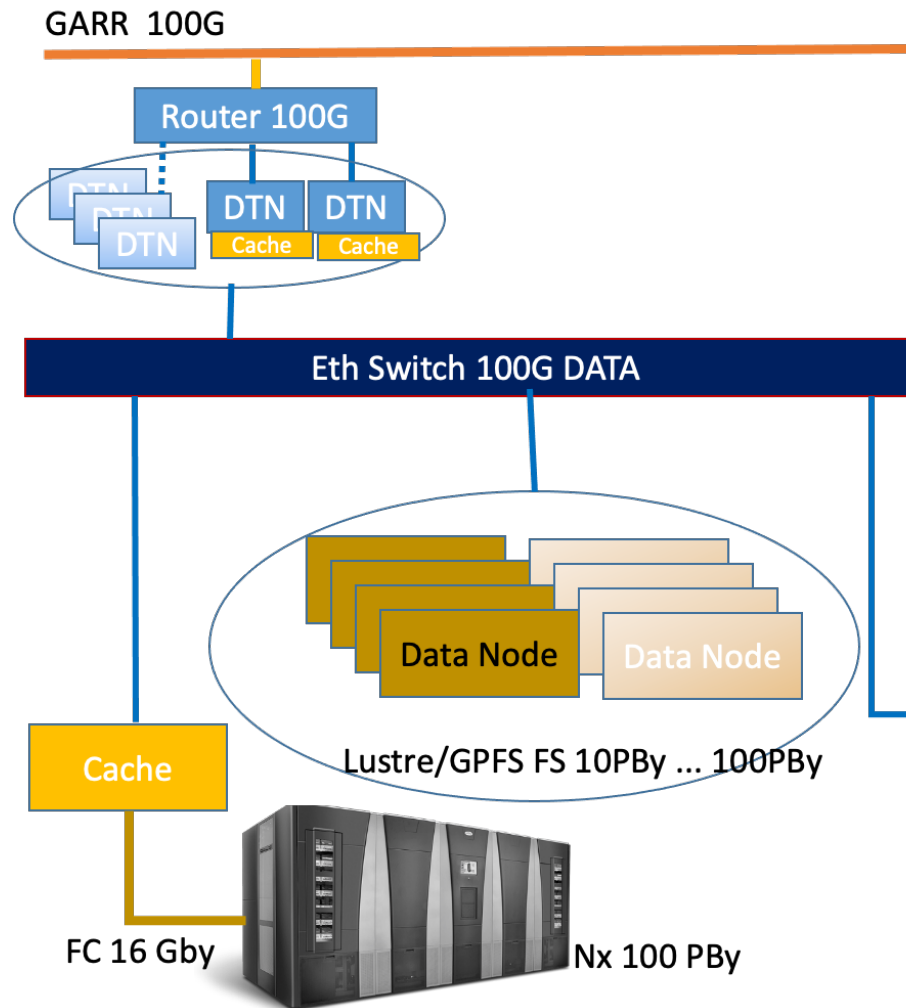 GARR 100G
Router 100G
DTN
DTN
DTN
DTN
DTN
Cache
Cache
Eth Switch 100G DATA
Data Node
Data Node
Cache
Lustre/GPFS FS 10PBy ... 100PBy
FC 16 Gby
Nx 100 PBy